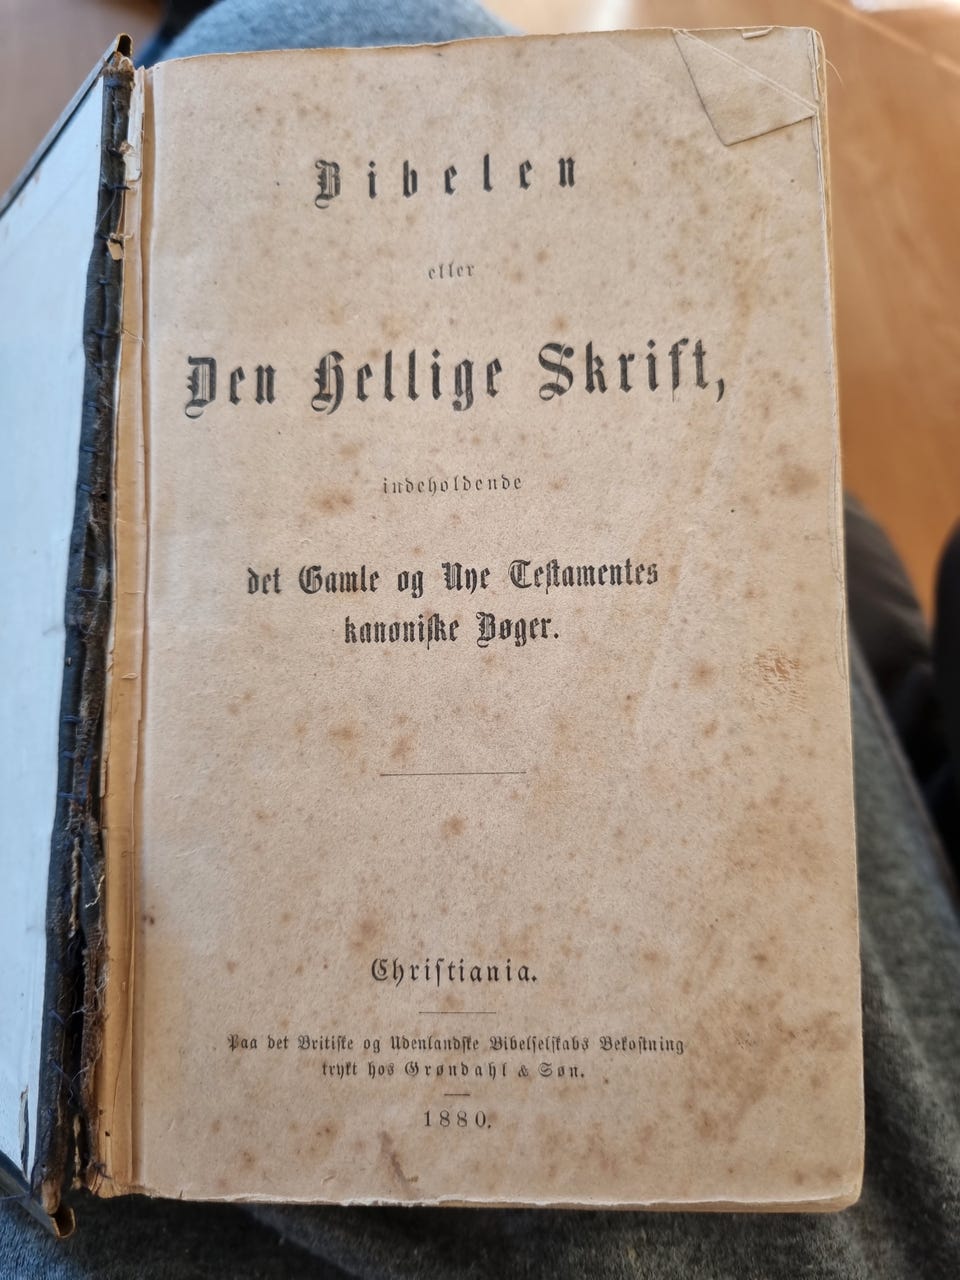 Bibelen
eller
Den Hellige Skrift,
indeholdende
det Gamle og Nye Testamentes
kanoniske Bøger.
Christiania.
Paa det Britiske og Udenlandske Bibelselskabs Bekostning
trykt hos Grøndahl & Søn.
1880.